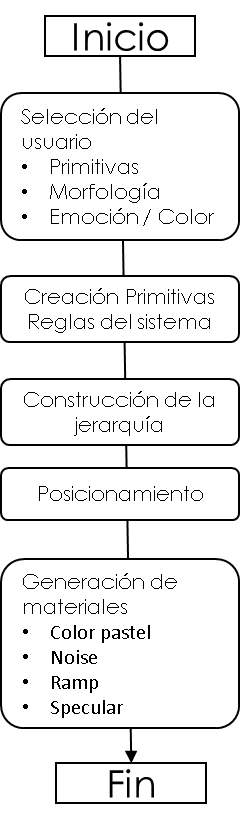 Inicio
Selección del
usuario
• Primitivas
• Morfología
• Emoción / Color
Creación Primitivas
Reglas del sistema
Construcción de la
jerarquía
Posicionamiento
Generación de
materiales
• Color pastel
• Noise
• Ramp
• Specular
Fin